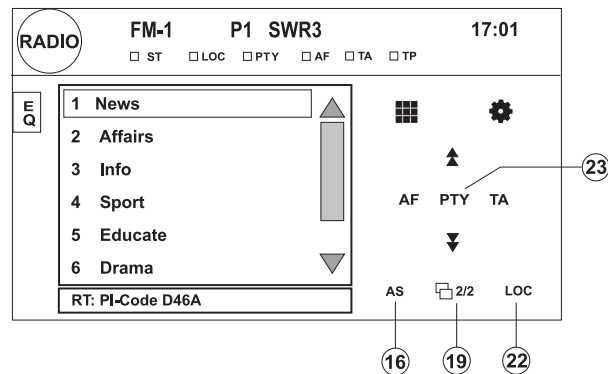 RADIO
FM-1 P1 SWR3 17:01
ST LOC PTY AF TA TP
EQ
1 News
2 Affairs
3 Info
4 Sport
5 Educate
6 Drama
RT: PI-Code D46A
AF PTY TA
23
AS 2/2 LOC
16 19 22